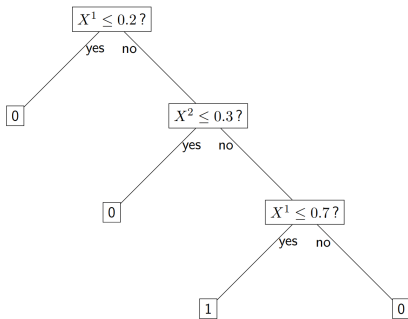 X¹ ≤ 0.2 ?
yes no
0
X² ≤ 0.3 ?
yes no
0
X¹ ≤ 0.7 ?
yes no
1
0